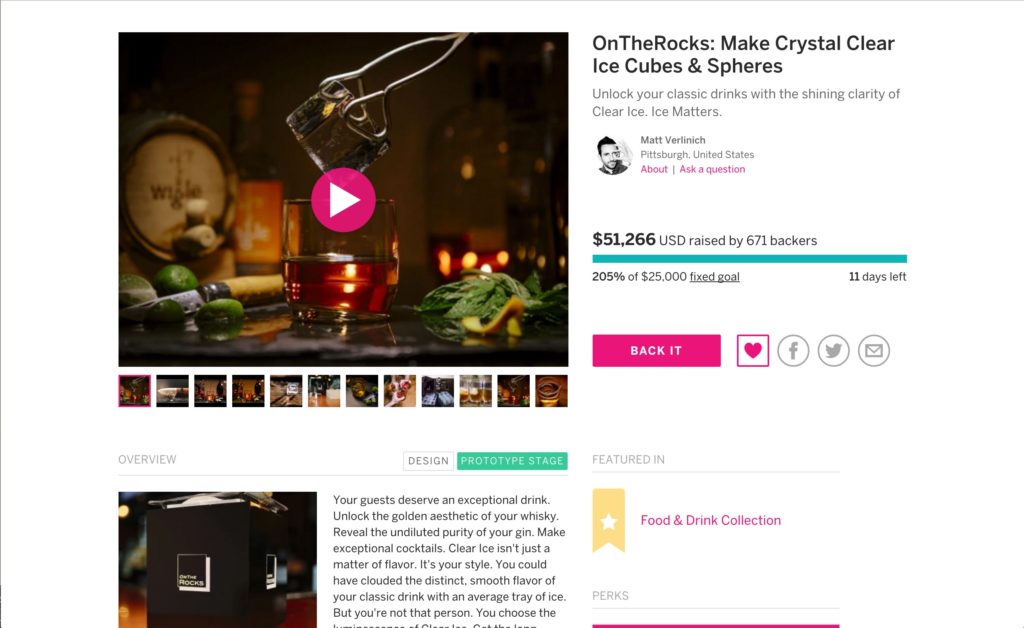 OnTheRocks: Make Crystal Clear
Ice Cubes & Spheres
Unlock your classic drinks with the shining clarity of
Clear Ice. Ice Matters.
Matt Verlinich
Pittsburgh, United States
About | Ask a question
$51,266 USD raised by 671 backers
205% of $25,000 fixed goal
11 days left
BACK IT
OVERVIEW
DESIGN
PROTOTYPE STAGE
ONTHE
ROCKS
Your guests deserve an exceptional drink.
Unlock the golden aesthetic of your whisky.
Reveal the undiluted purity of your gin. Make
exceptional cocktails. Clear Ice isn't just a
matter of flavor. It's your style. You could
have clouded the distinct, smooth flavor of
your classic drink with an average tray of ice.
But you're not that person. You choose the
FEATURED IN
Food & Drink Collection
PERKS